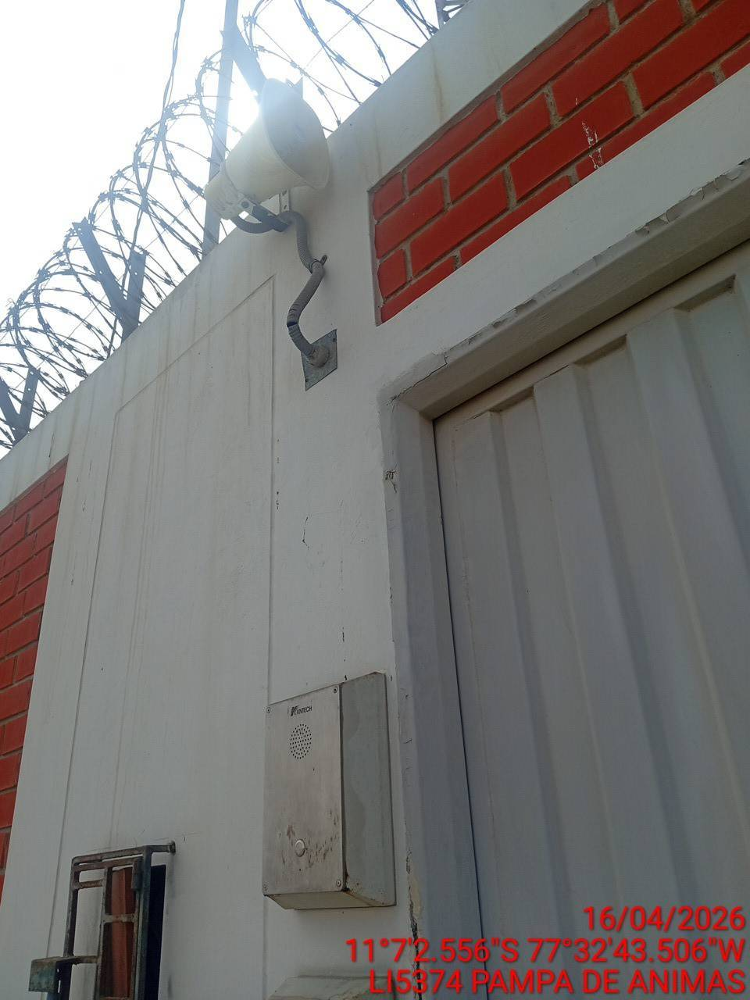 KNTECH
16/04/2026
11°7'2.556"S 77°32'43.506"W
LI5374 PAMPA DE ANIMAS